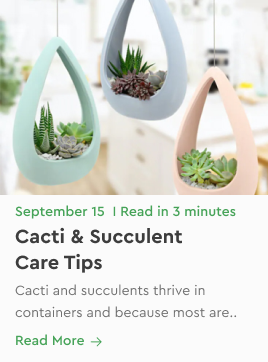 September 15 | Read in 3 minutes
Cacti & Succulent
Care Tips
Cacti and succulents thrive in
containers and because most are..
Read More →